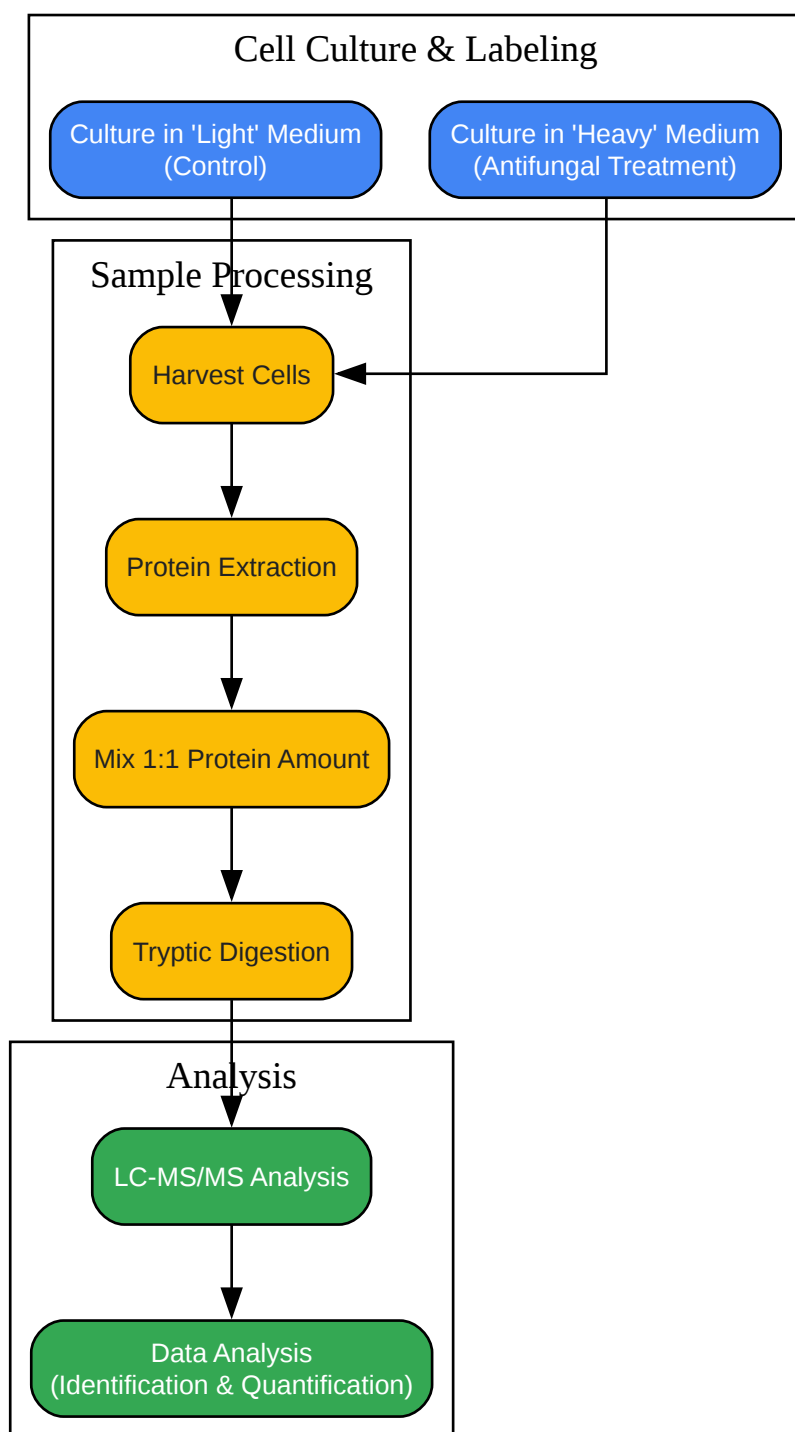 Cell Culture & Labeling
Culture in 'Light' Medium
(Control)
Culture in 'Heavy' Medium
(Antifungal Treatment)
Sample Processing
Harvest Cells
Protein Extraction
Mix 1:1 Protein Amount
Tryptic Digestion
Analysis
LC-MS/MS Analysis
Data Analysis
(Identification & Quantification)